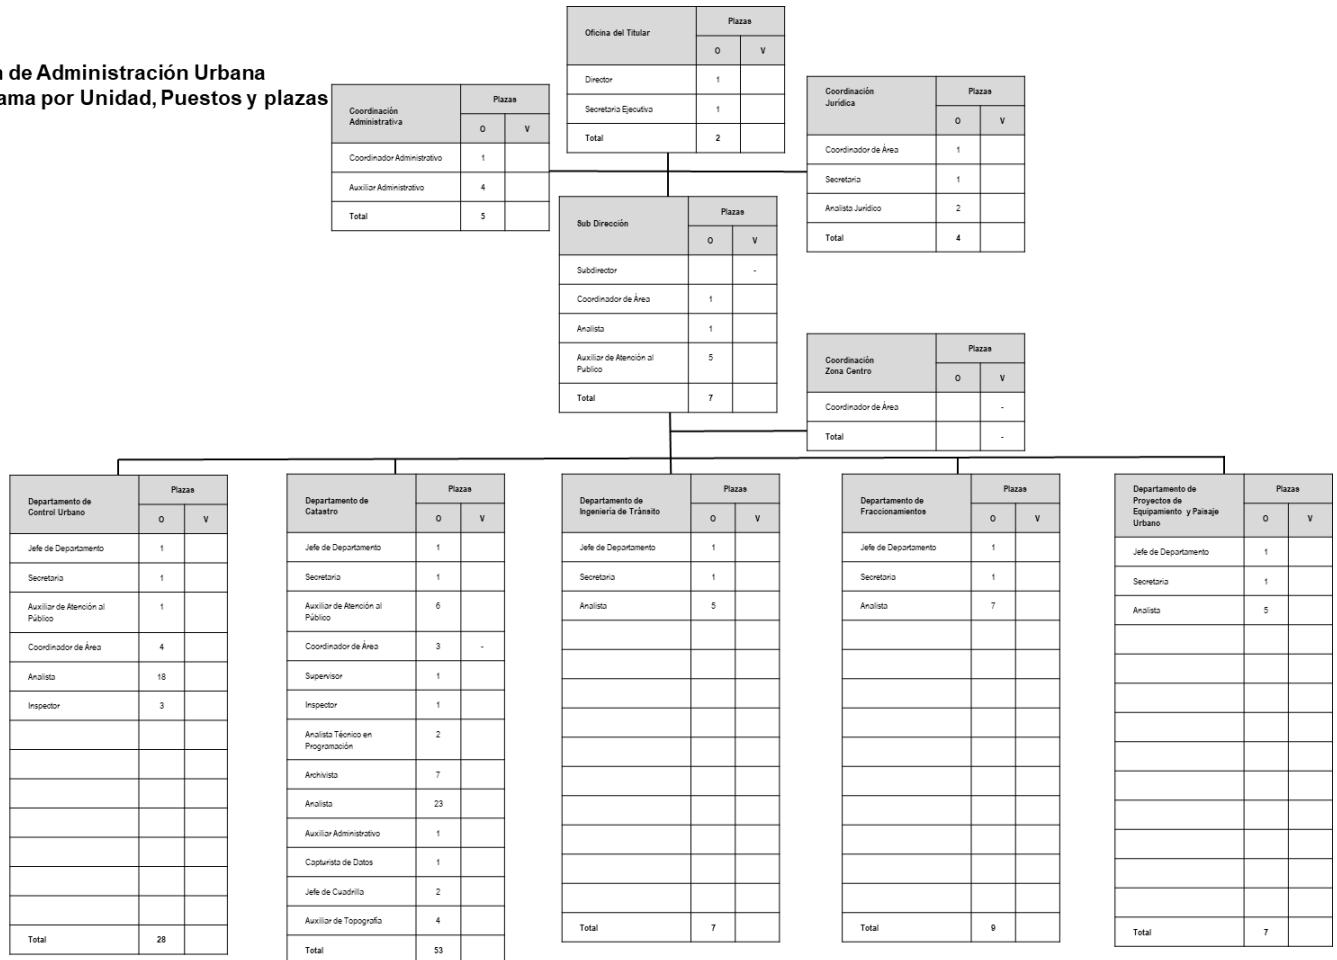 n de Administración Urbana
ama por Unidad, Puestos y plazas
Oficina del Titular
Plazas
O V
Director 1
Secretaria Ejecutiva 1
Total 2
Coordinación
Administrativa
Plazas
O V
Coordinador Administrativo 1
Auxiliar Administrativo 4
Total 5
Coordinación
Jurídica
Plazas
O V
Coordinador de Área 1
Secretaria 1
Analista Jurídico 2
Total 4
Sub Dirección
Plazas
O V
Subdirector -
Coordinador de Área 1
Analista 1
Auxiliar de Atención al 5
Publico
Total 7
Coordinación
Zona Centro
Plazas
O V
Coordinador de Área -
Total -
Departamento de
Control Urbano
Plazas
O V
Jefe de Departamento 1
Secretaria 1
Auxiliar de Atención al 1
Público
Coordinador de Área 4
Analista 18
Inspector 3
Total 28
Departamento de
Catastro
Plazas
O V
Jefe de Departamento 1
Secretaria 1
Auxiliar de Atención al 6
Público
Coordinador de Área 3 -
Supervisor 1
Inspector 1
Analista Técnico en 2
Programación
Archivista 7
Analista 23
Auxiliar Administrativo 1
Capturista de Datos 1
Jefe de Cuadrilla 2
Auxiliar de Topografía 4
Total 53
Departamento de
Ingeniería de Tránsito
Plazas
O V
Jefe de Departamento 1
Secretaria 1
Analista 5
Total 7
Departamento de
Fraccionamientos
Plazas
O V
Jefe de Departamento 1
Secretaria 1
Analista 7
Total 9
Departamento de
Proyectos de
Equipamiento y Paisaje
Urbano
Plazas
O V
Jefe de Departamento 1
Secretaria 1
Analista 5
Total 7